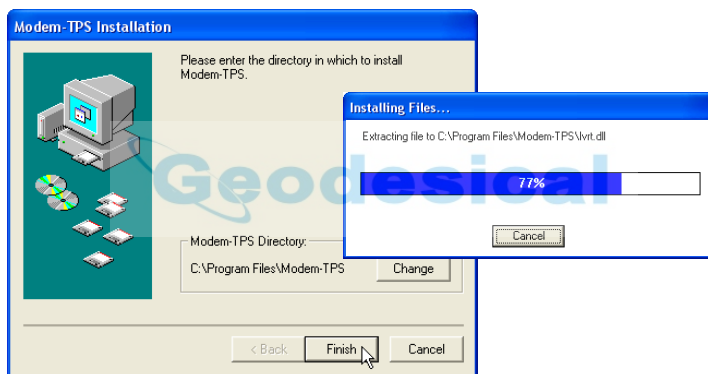 Modem-TPS Installation
Please enter the directory in which to install
Modem-TPS.
Modem-TPS Directory:
C:\Program Files\Modem-TPS
Change
< Back
Finish
Cancel
Installing Files...
Extracting file to C:\Program Files\Modem-TPS\lvrt.dll
77%
Cancel
Geodesical